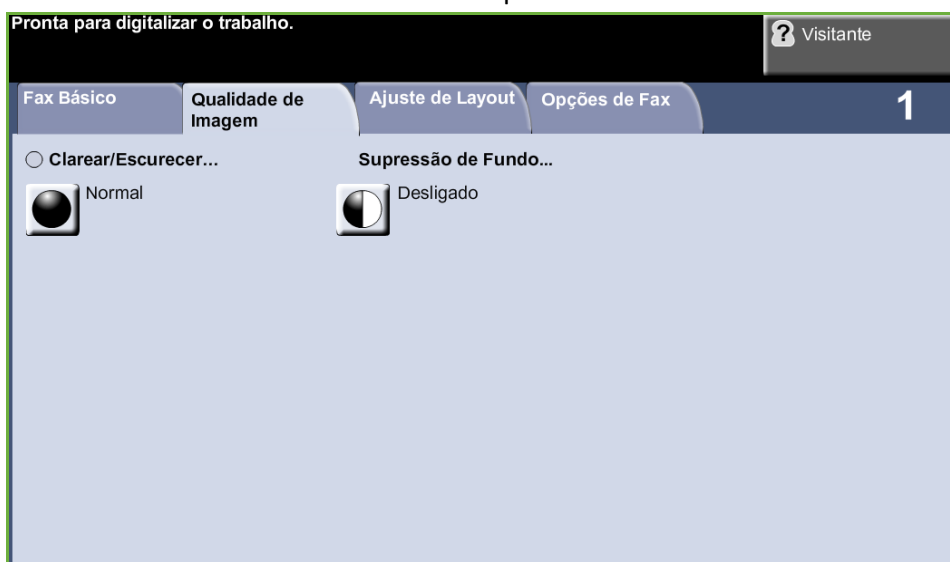 Pronta para digitalizar o trabalho.
? Visitante
Fax Básico
Qualidade de
Imagem
Ajuste de Layout
Opções de Fax
1
Clarear/Escurecer...
Normal
Supressão de Fundo...
Desligado